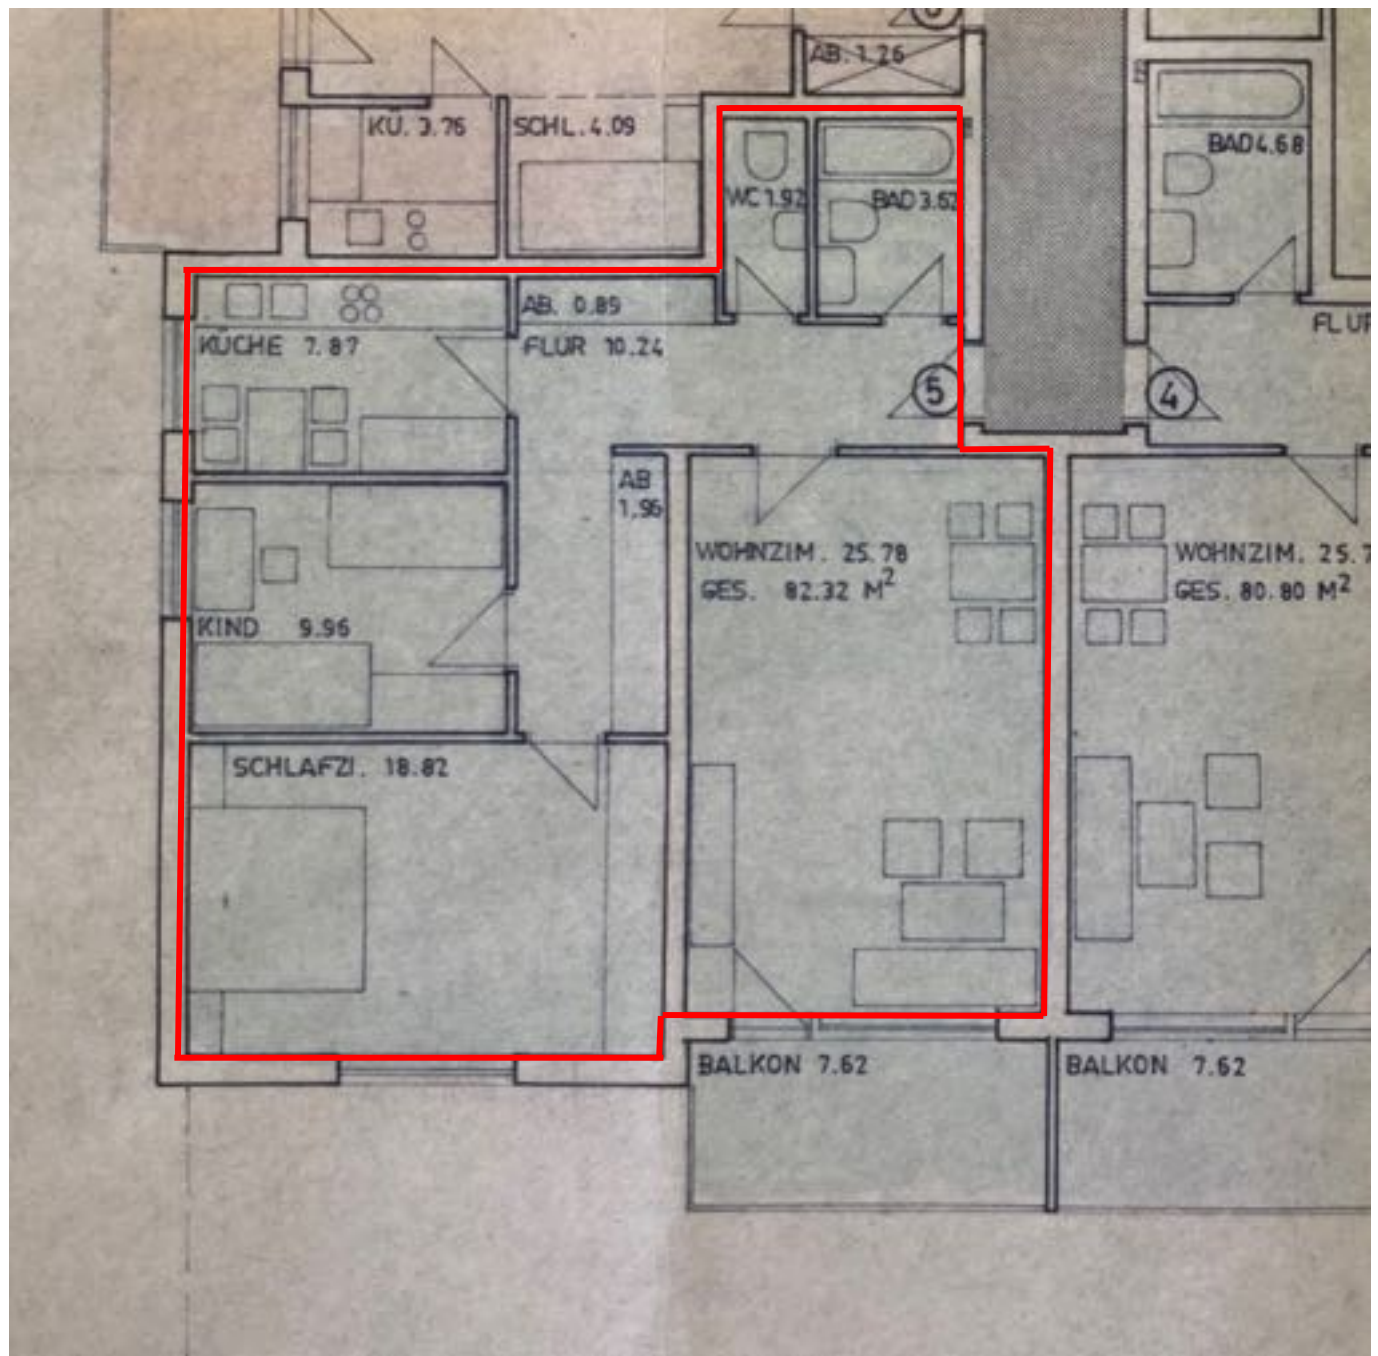 AB. 1.26
KÜ. 3.76
SCHL. 4.09
BAD 4.68
WC 1.92
BAD 3.62
AB. 0.89
FLUR 10.24
KÜCHE 7.87
5
4
AB
1,96
WOHNZIM. 25.78
GES. 82.32 M²
WOHNZIM. 25.7
GES. 80.80 M²
KIND 9.96
SCHLAFZI. 18.82
BALKON 7.62
BALKON 7.62